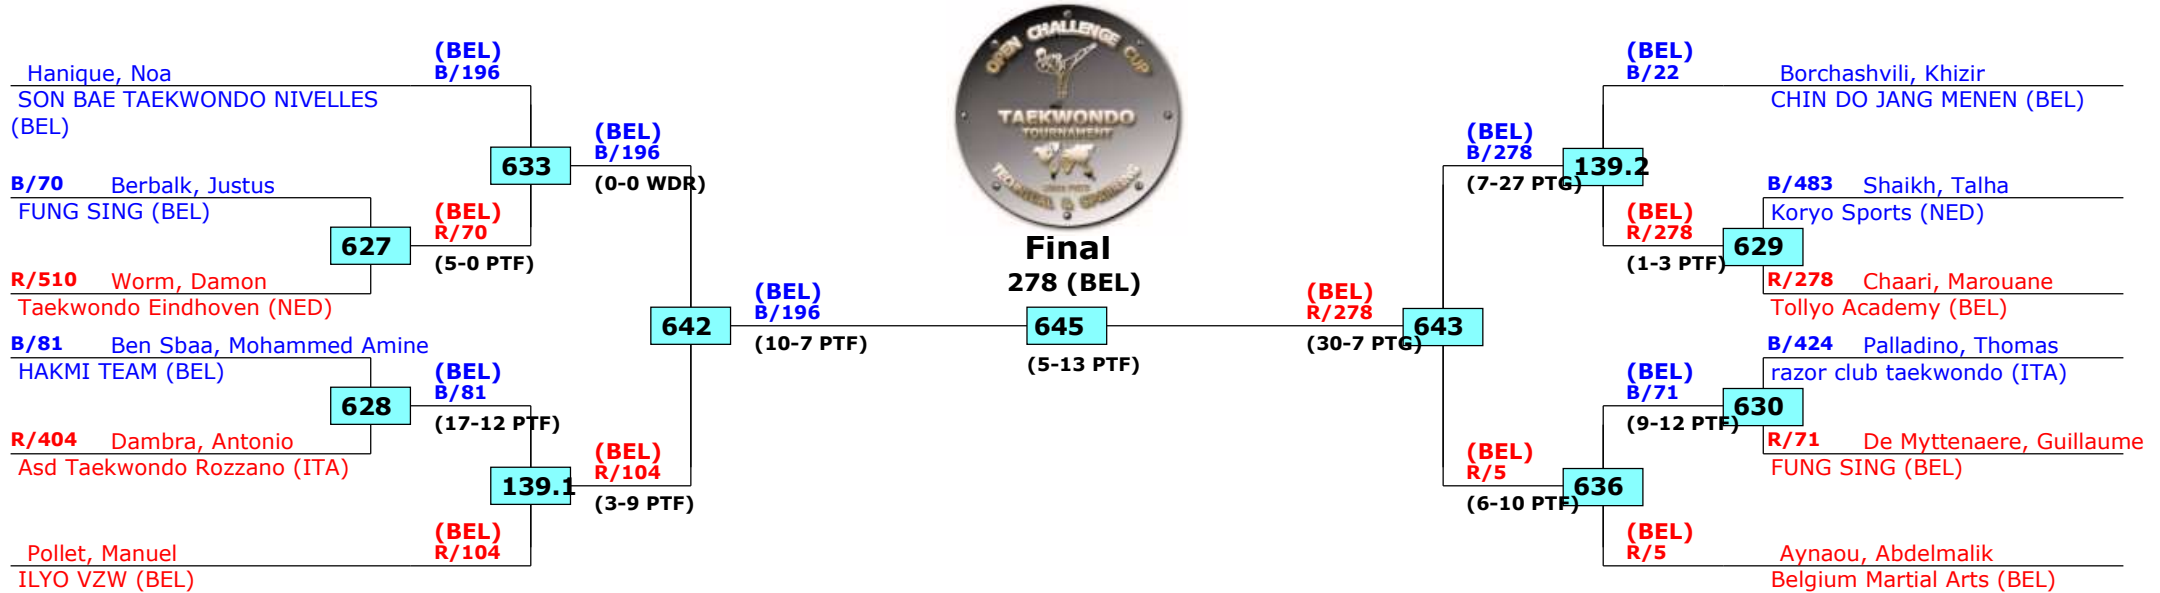 (BEL)
B/196
Hanique, Noa
SON BAE TAEKWONDO NIVELLES
(BEL)
B/70 Berbalk, Justus
FUNG SING (BEL)
R/510 Worm, Damon
Taekwondo Eindhoven (NED)
B/81 Ben Sbaa, Mohammed Amine
HAKMI TEAM (BEL)
R/404 Dambra, Antonio
Asd Taekwondo Rozzano (ITA)
Pollet, Manuel
ILYO VZW (BEL)
(BEL)
R/104
627
(BEL)
R/70
(5-0 PTF)
628
(BEL)
B/81
(17-12 PTF)
633
(BEL)
B/196
(0-0 WDR)
139.1
(BEL)
R/104
(3-9 PTF)
642
(BEL)
B/196
(10-7 PTF)
OPEN CHALLENGE CUP
TAEKWONDO
TOURNAMENT
TECHNICAL & SPARRING
Final
278 (BEL)
645
(5-13 PTF)
(BEL)
R/278
(30-7 PTG)
643
(BEL)
B/278
(7-27 PTG)
139.2
(BEL)
R/5
(6-10 PTF)
636
(BEL)
B/22
Borchashvili, Khizir
CHIN DO JANG MENEN (BEL)
(BEL)
R/278
(1-3 PTF)
629
B/483 Shaikh, Talha
Koryo Sports (NED)
R/278 Chaari, Marouane
Tollyo Academy (BEL)
(BEL)
B/71
(9-12 PTF)
630
B/424 Palladino, Thomas
razor club taekwondo (ITA)
R/71 De Myttenaere, Guillaume
FUNG SING (BEL)
(BEL)
R/5
Aynaou, Abdelmalik
Belgium Martial Arts (BEL)